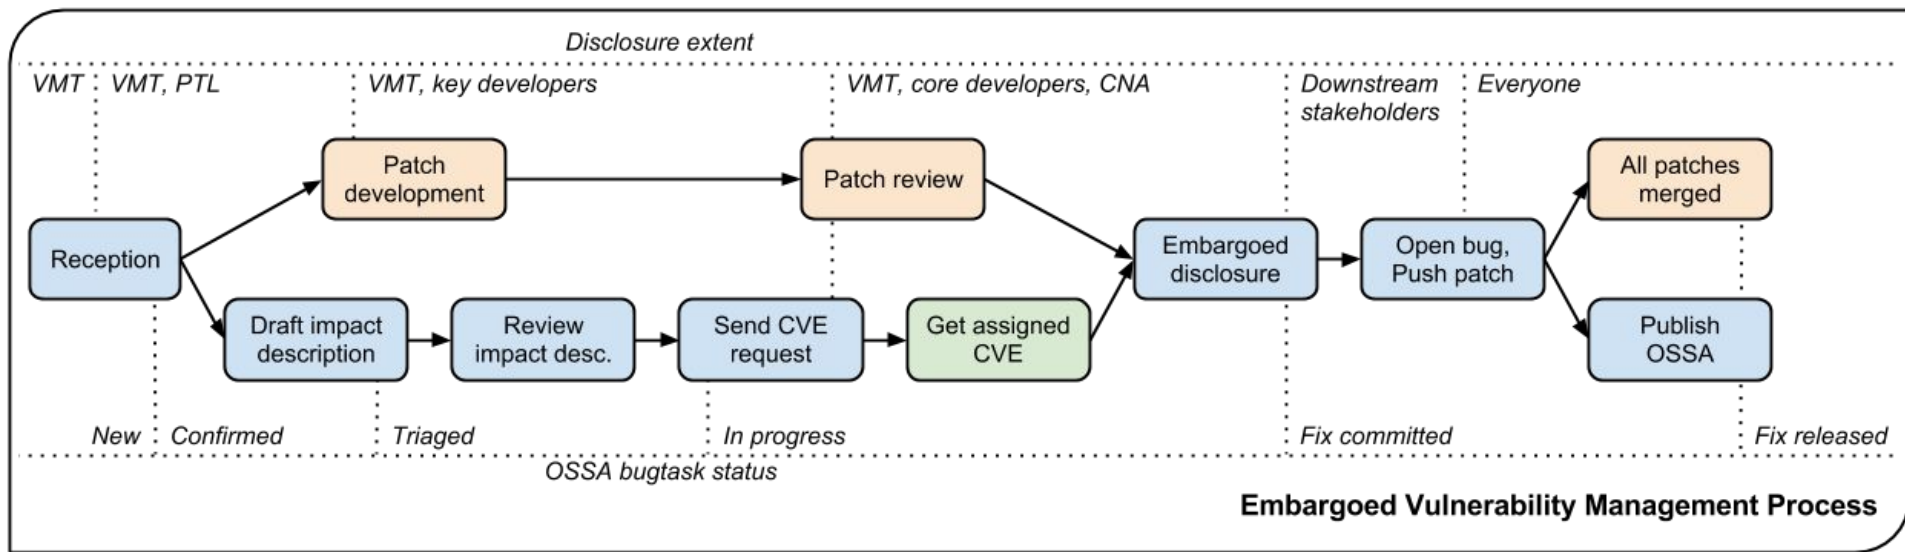 Disclosure extent
VMT
VMT, PTL
VMT, key developers
VMT, core developers, CNA
Downstream
stakeholders
Everyone
Patch
development
Patch review
All patches
merged
Reception
Embargoed
disclosure
Open bug,
Push patch
Draft impact
description
Review
impact desc.
Send CVE
request
Get assigned
CVE
Publish
OSSA
New
Confirmed
Triaged
In progress
Fix committed
Fix released
OSSA bugtask status
Embargoed Vulnerability Management Process